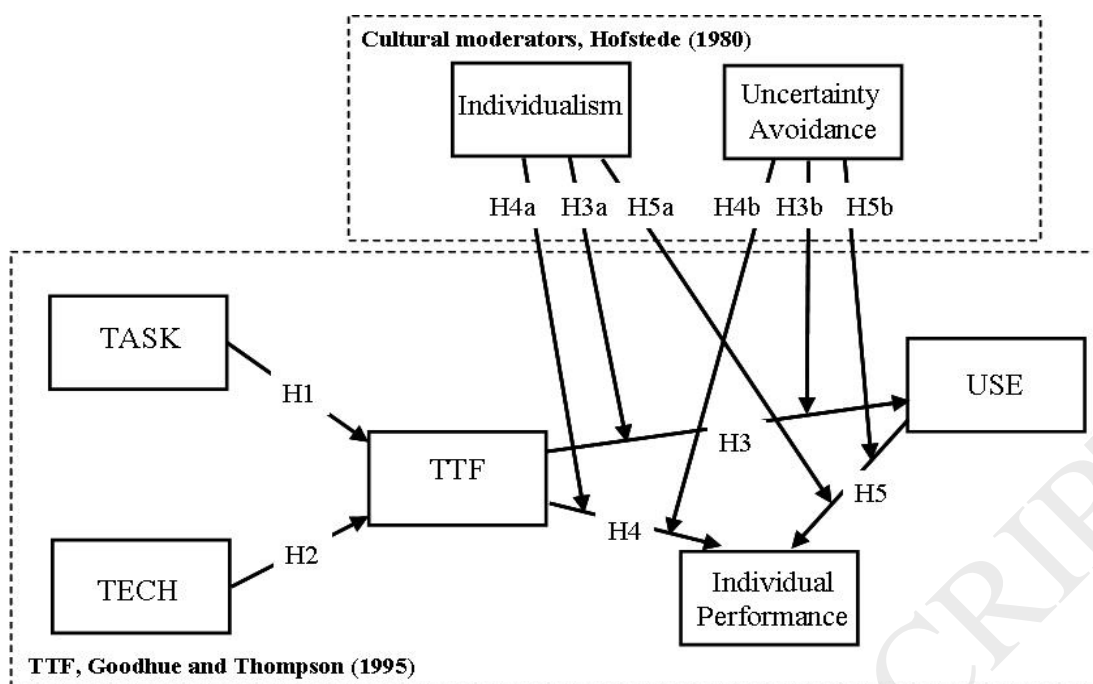 Cultural moderators, Hofstede (1980)
Individualism
Uncertainty
Avoidance
H4a
H3a
H5a
H4b
H3b
H5b
TASK
H1
USE
TTF
H3
H4
H5
H2
TECH
Individual
Performance
TTF, Goodhue and Thompson (1995)
CRIPT